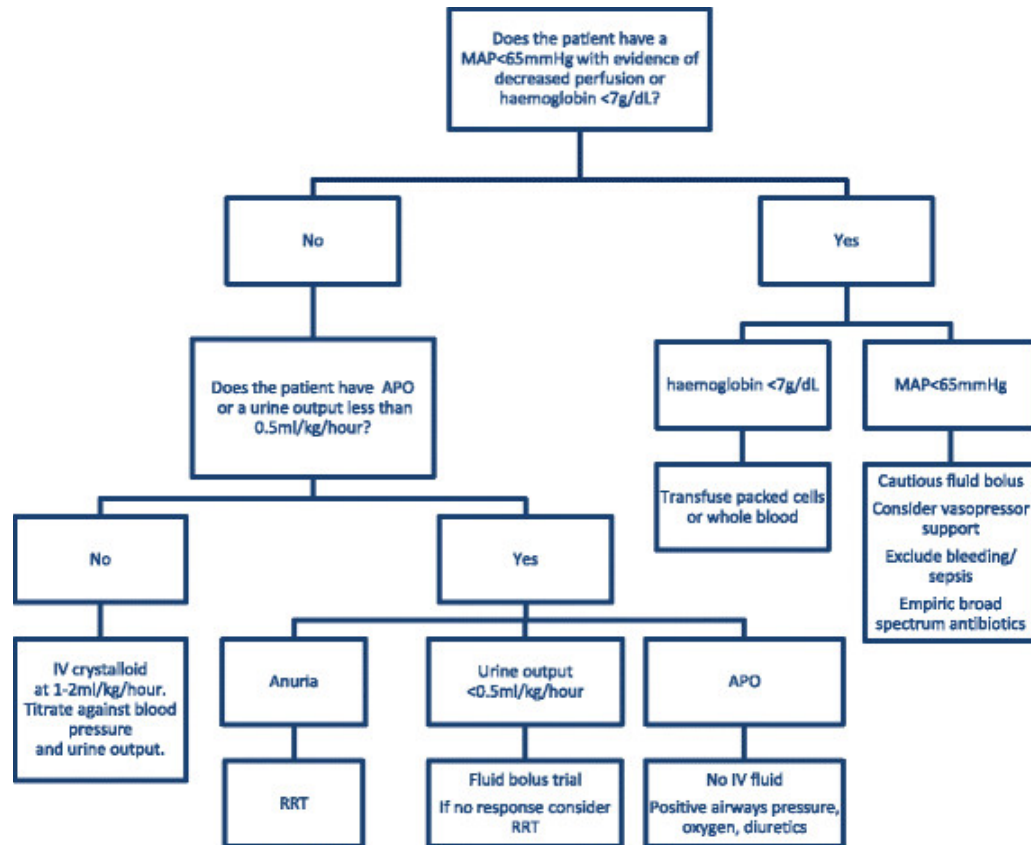 Does the patient have a
MAP<65mmHg with evidence of
decreased perfusion or
haemoglobin <7g/dL?
No
Yes
Does the patient have APO
or a urine output less than
0.5ml/kg/hour?
haemoglobin <7g/dL
MAP<65mmHg
Transfuse packed cells
or whole blood
Cautious fluid bolus
Consider vasopressor
support
Exclude bleeding/
sepsis
Empiric broad
spectrum antibiotics
No
Yes
IV crystalloid
at 1-2ml/kg/hour.
Titrate against blood
pressure
and urine output.
Anuria
Urine output
<0.5ml/kg/hour
APO
RRT
Fluid bolus trial
If no response consider
RRT
No IV fluid
Positive airways pressure,
oxygen, diuretics